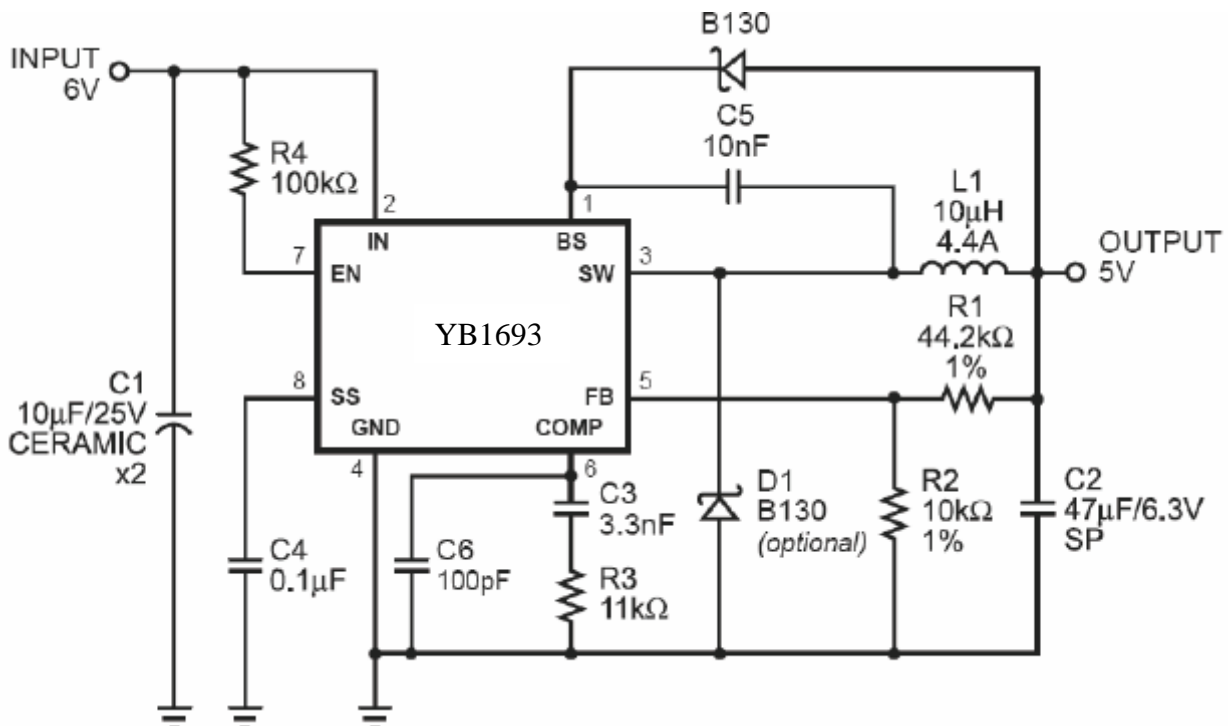 B130
INPUT
6V
C5
10nF
R4
100kΩ
L1
10µH
4.4A
OUTPUT
5V
2
1
IN
BS
7
EN
SW
3
YB1693
R1
44.2kΩ
1%
C1
10µF/25V
CERAMIC
x2
8
SS
FB
5
GND
COMP
4
6
C3
3.3nF
D1
B130
(optional)
R2
10kΩ
1%
C2
47µF/6.3V
SP
C4
0.1µF
C6
100pF
R3
11kΩ